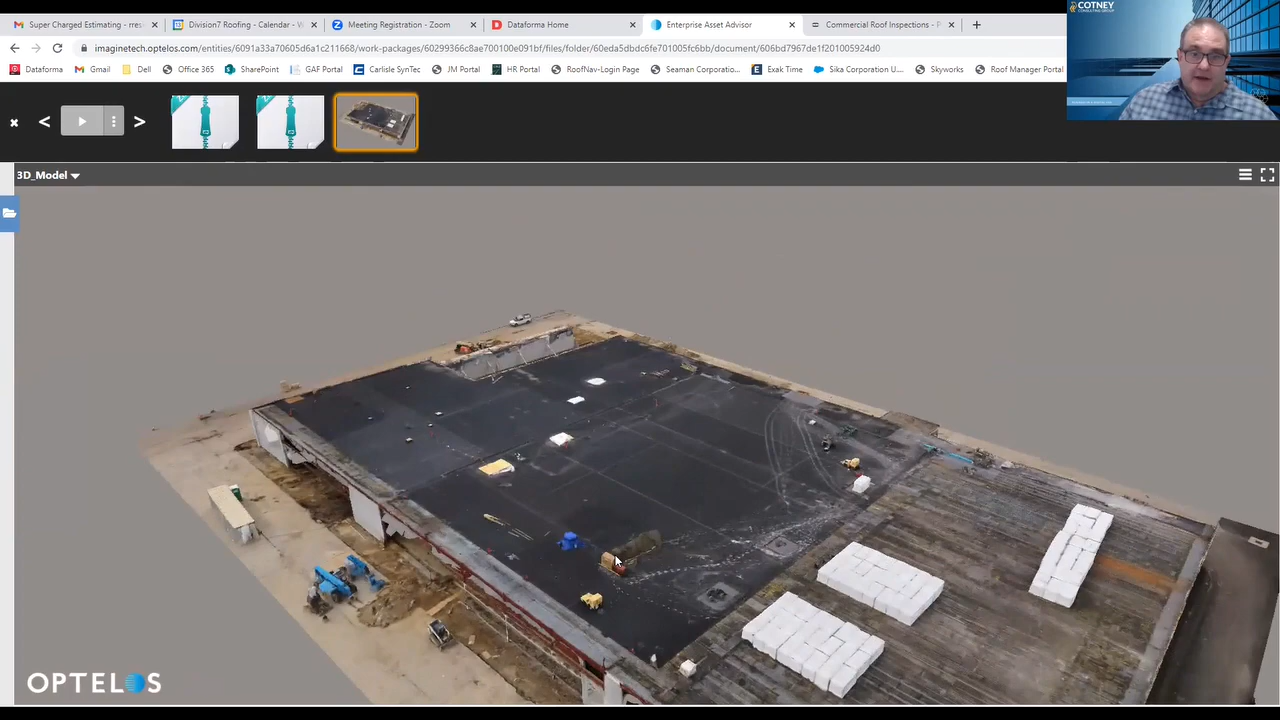 Super Charged Estimating - rres
Division7 Roofing - Calendar - W
Meeting Registration - Zoom
Dataforma Home
Enterprise Asset Advisor
Commercial Roof Inspections - P
imaginetech.optelos.com/entities/6091a33a70605d6a1c211668/work-packages/60299366c8ae700100e091bf/files/folder/60eda5dbdc6fe701005fc6bb/document/606bd7967de1f201005924d0
Dataforma
Gmail
Dell
Office 365
SharePoint
GAF Portal
Carlisle SynTec
JM Portal
HR Portal
RoofNav-Login Page
Seaman Corporatio...
Exak Time
Sika Corporation U....
Skyworks
Roof Manager Portal
COTNEY
CONSULTING GROUP
3D_Model
OPTELOS